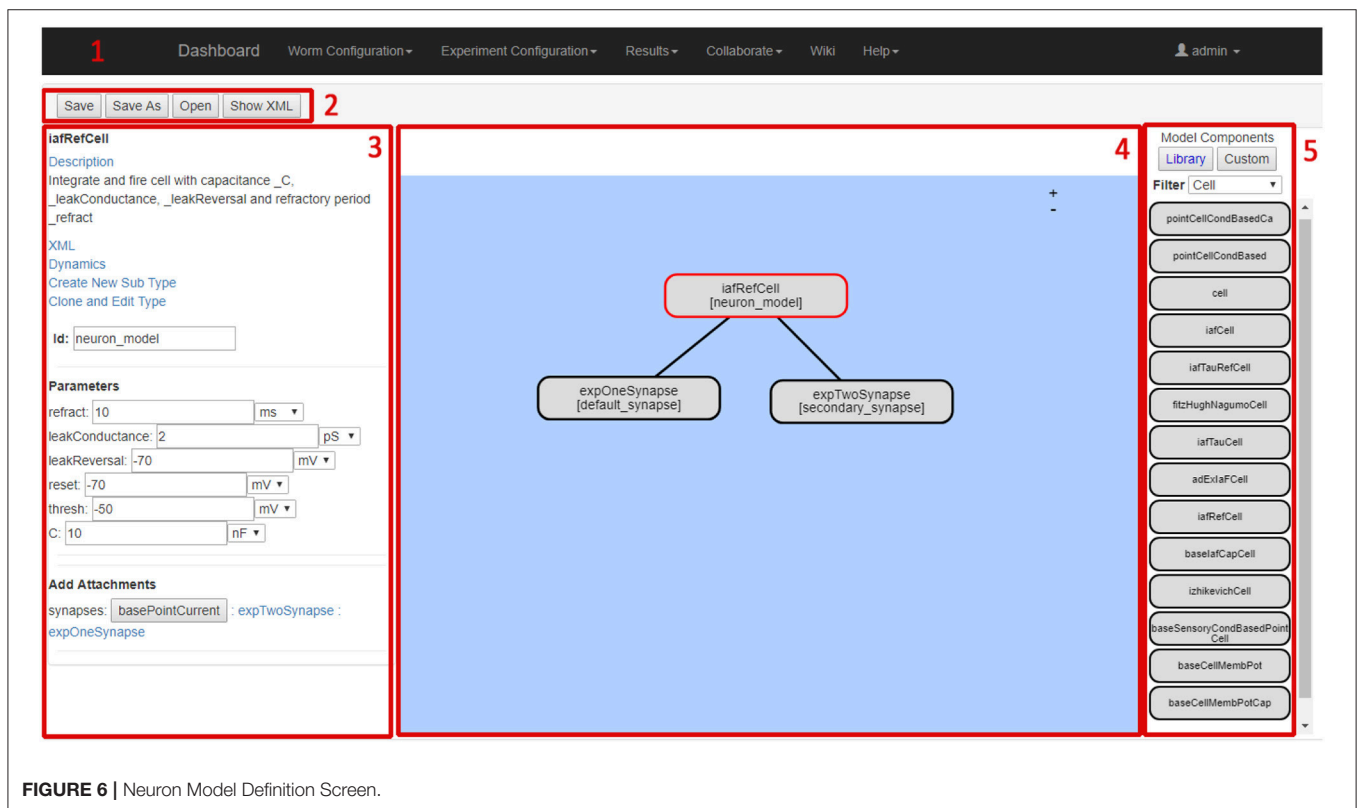 1 Dashboard Worm Configuration Experiment Configuration Results Collaborate Wiki Help admin
Save Save As Open Show XML 2
3
iafRefCell
Description
Integrate and fire cell with capacitance _C,
_leakConductance, _leakReversal and refractory period
_refract
XML
Dynamics
Create New Sub Type
Clone and Edit Type
Id: neuron_model
Parameters
refract: 10 ms
leakConductance: 2 pS
leakReversal: -70 mV
reset: -70 mV
thresh: -50 mV
C: 10 nF
Add Attachments
synapses: basePointCurrent : expTwoSynapse :
expOneSynapse
4
+
-
iafRefCell
[neuron_model]
expOneSynapse
[default_synapse]
expTwoSynapse
[secondary_synapse]
5
Model Components
Library Custom
Filter Cell
pointCellCondBasedCa
pointCellCondBased
cell
iafCell
iafTauRefCell
fitzHughNagumoCell
iafTauCell
adExIaFCell
iafRefCell
baseIafCapCell
izhikevichCell
baseSensoryCondBasedPoint
Cell
baseCellMembPot
baseCellMembPotCap
FIGURE 6 | Neuron Model Definition Screen.